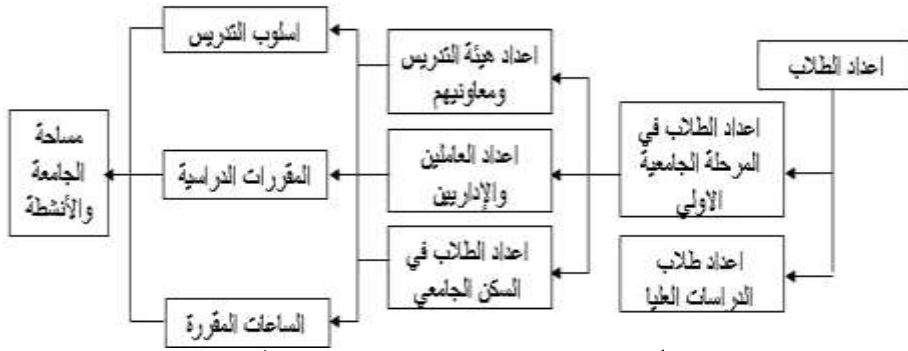 اعداد الطلاب
اعداد الطلاب في
المرحلة الجامعية
الاولي
اعداد طلاب
الدراسات العليا
اعداد هيئة التدريس
ومعاونيهم
اعداد العاملين
والإداريين
اعداد الطلاب في
السكن الجامعي
اسلوب التدريس
المقررات الدراسية
الساعات المقررة
مساحة
الجامعة
والأنشطة